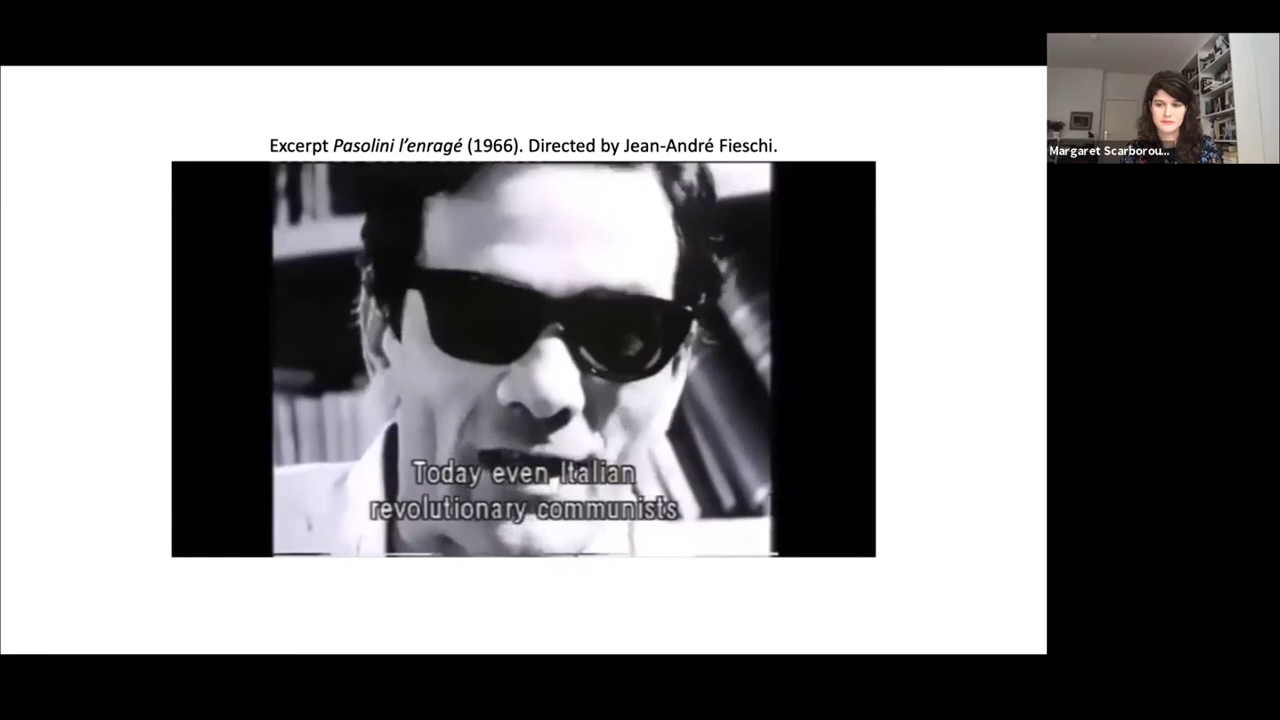 Excerpt Pasolini l’enragé (1966). Directed by Jean-André Fieschi.
Today even Italian
revolutionary communists
Margaret Scarborou...